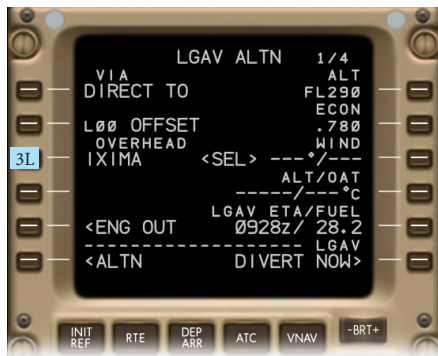 LGAV ALTN 1/4
VIA ALT
DIRECT TO FL290
ECON
L00 OFFSET .780
OVERHEAD WIND
3L IXIMA <SEL> ---°/---
ALT/OAT
-----/---°C
LGAV ETA/FUEL
<ENG OUT 0928z/ 28.2
------------------ LGAV
<ALTN DIVERT NOW>
INIT REF RTE DEP ARR ATC VNAV -BRT+